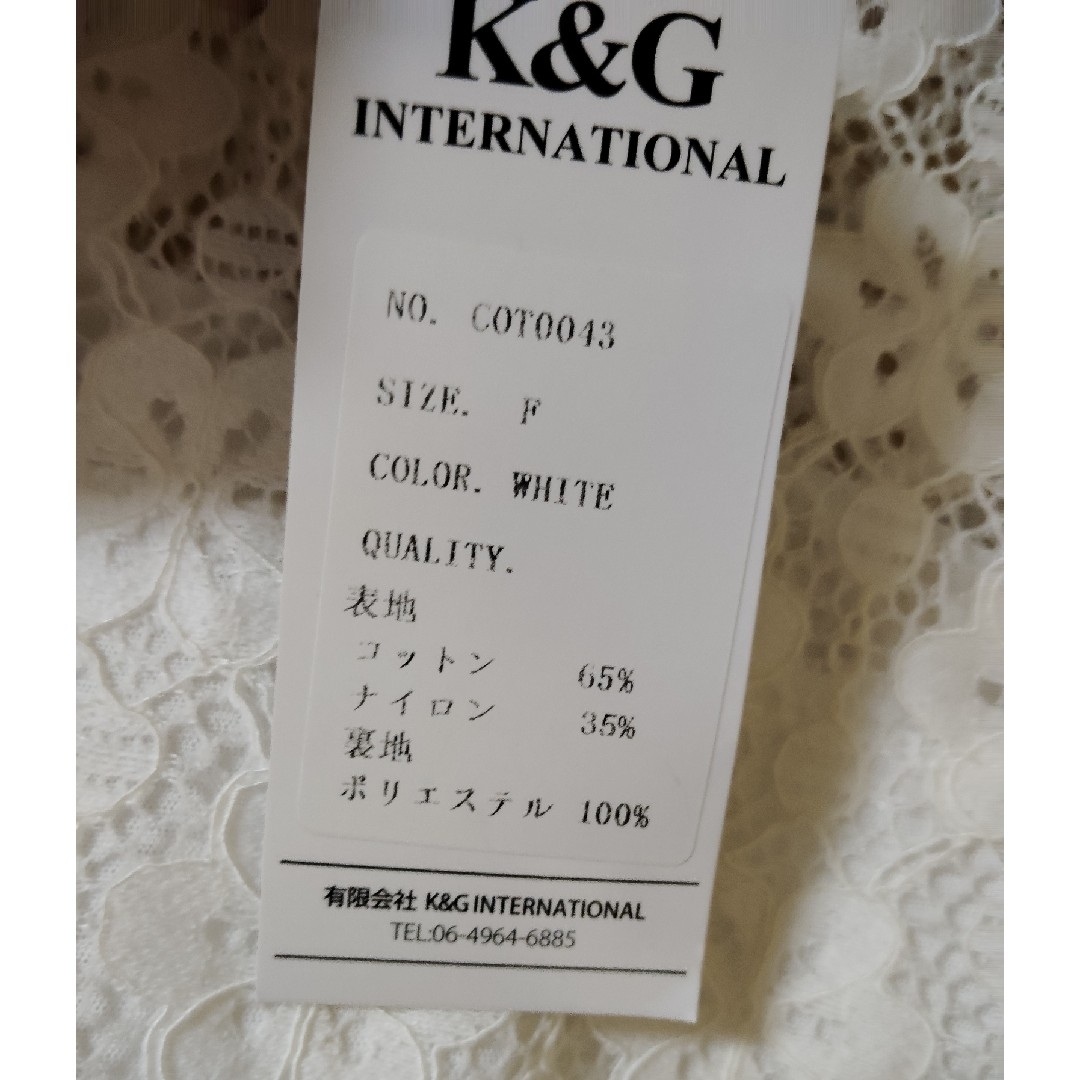 K&G
INTERNATIONAL
NO. COT0043
SIZE. F
COLOR. WHITE
QUALITY.
表地
コットン 65%
ナイロン 35%
裏地
ポリエステル 100%
有限会社 K&G INTERNATIONAL
TEL:06-4964-6885